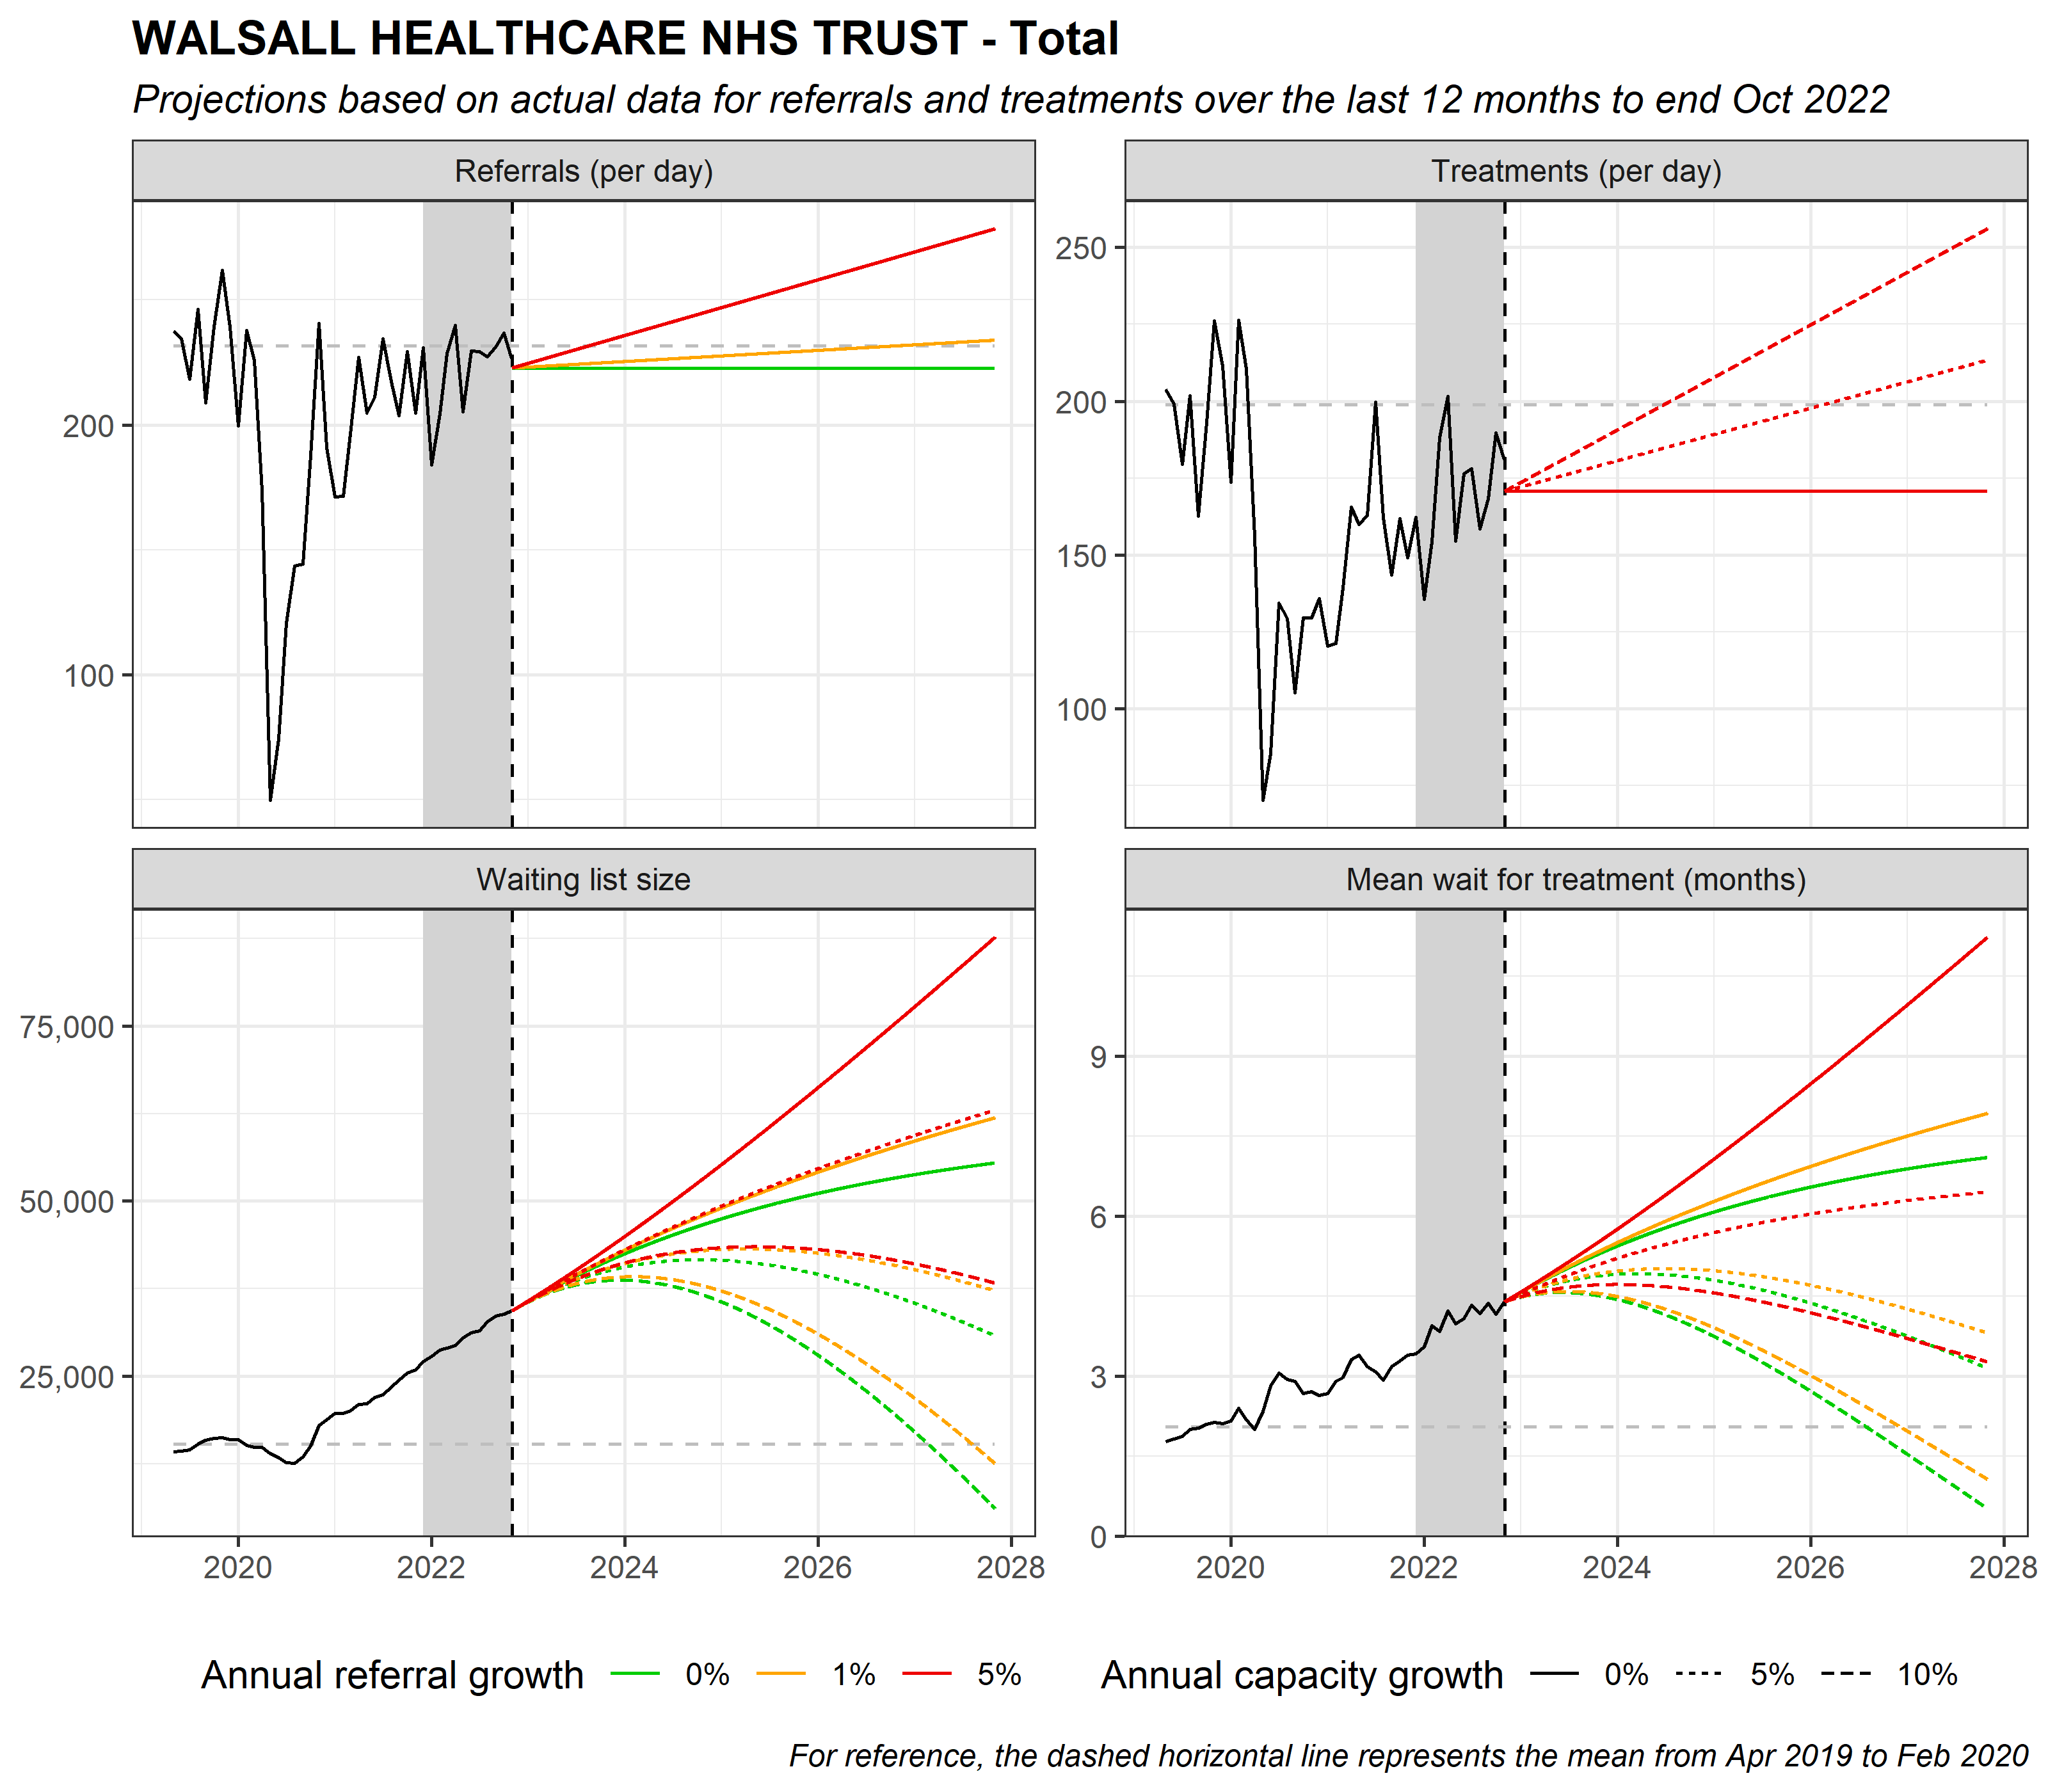 WALSALL HEALTHCARE NHS TRUST - Total
Projections based on actual data for referrals and treatments over the last 12 months to end Oct 2022
Referrals (per day)
200
100
Treatments (per day)
250
200
150
100
Waiting list size
75,000
50,000
25,000
2020 2022 2024 2026 2028
Mean wait for treatment (months)
9
6
3
0
2020 2022 2024 2026 2028
Annual referral growth 0% 1% 5%
Annual capacity growth 0% 5% 10%
For reference, the dashed horizontal line represents the mean from Apr 2019 to Feb 2020